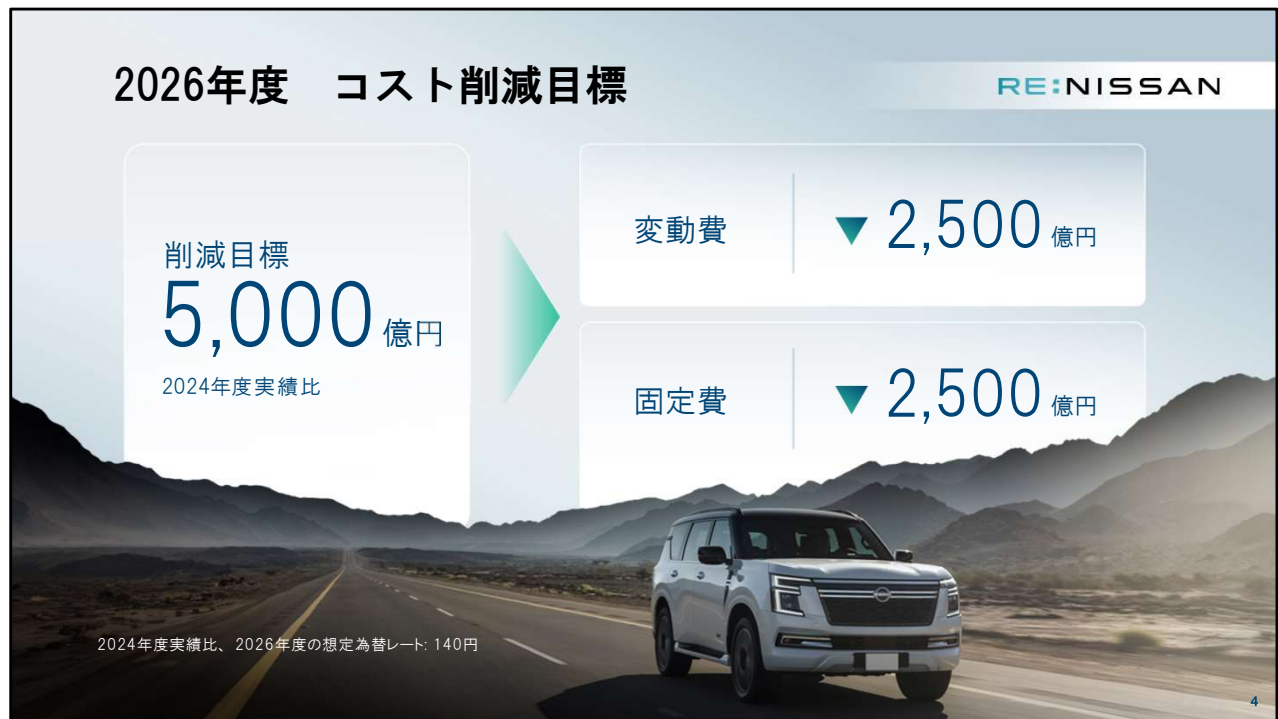 2026年度　コスト削減目標
RE:NISSAN
削減目標
5,000億円
2024年度実績比
変動費
▼ 2,500億円
固定費
▼ 2,500億円
2024年度実績比、2026年度の想定為替レート: 140円
4